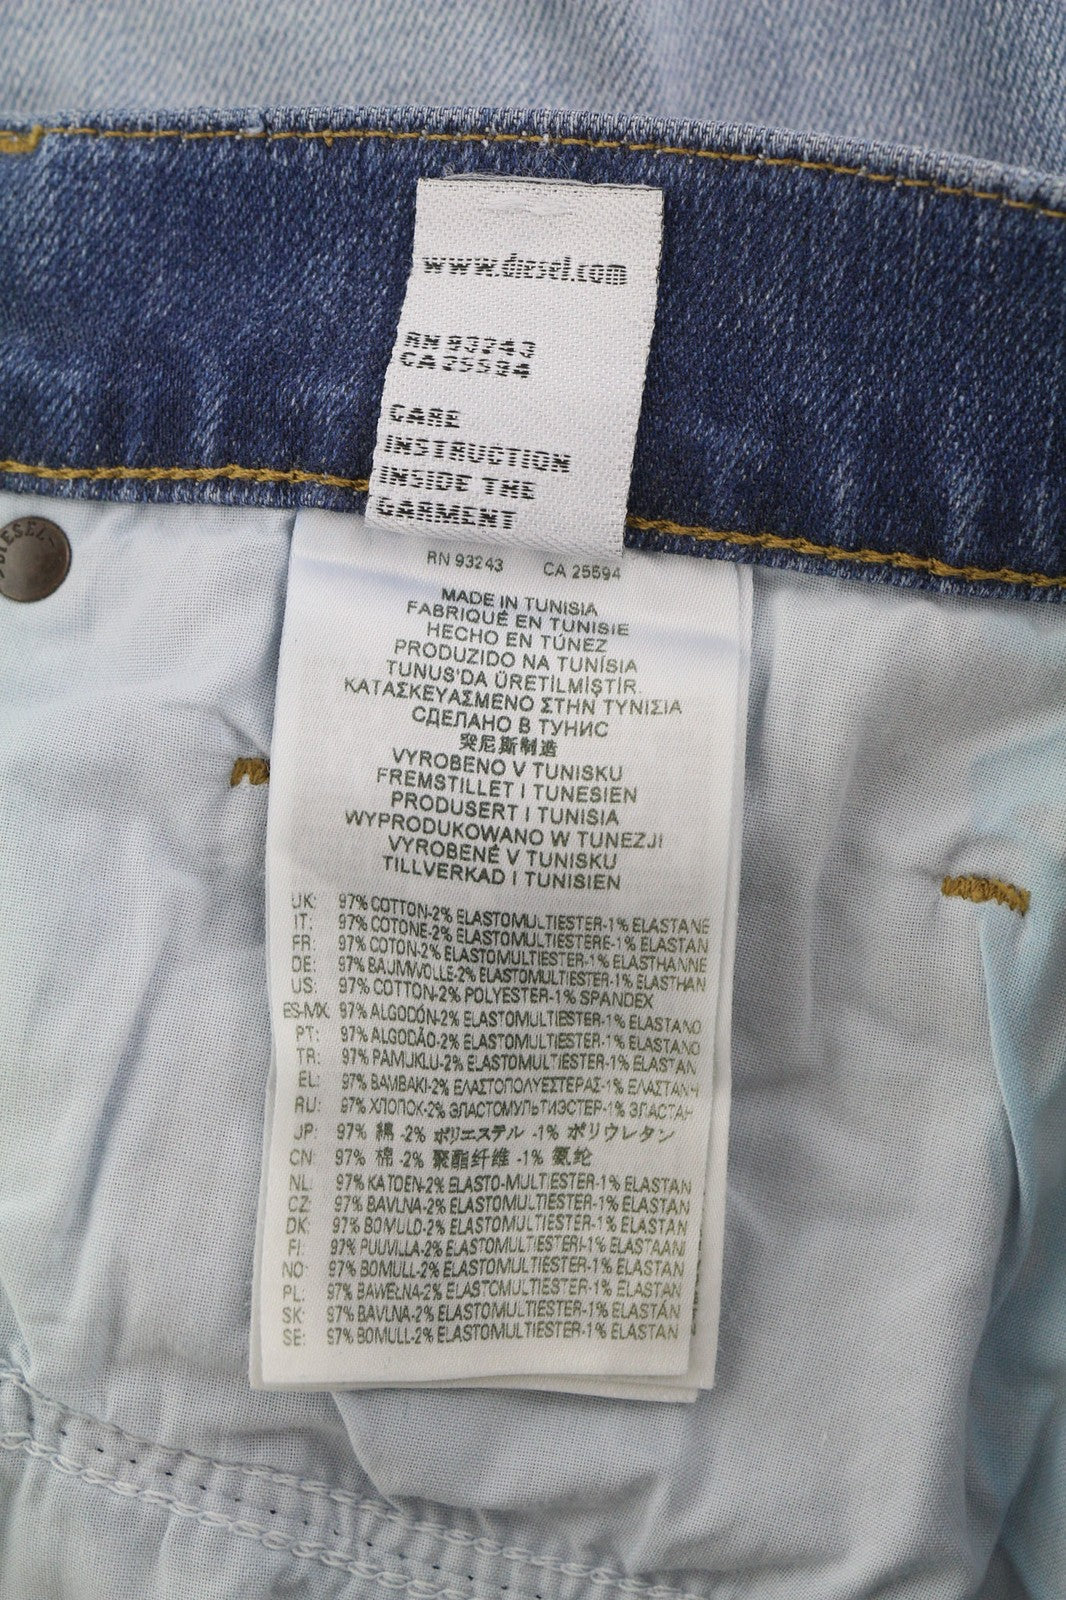 www.diesel.com
RN 93243
CA 25594
CARE
INSTRUCTION
INSIDE THE
GARMENT
DIESEL
RN 93243 CA 25594
MADE IN TUNISIA
FABRIQUÉ EN TUNISIE
HECHO EN TÚNEZ
PRODUZIDO NA TUNÍSIA
TUNUS'DA ÜRETİLMİŞTİR.
ΚΑΤΑΣΚΕΥΑΣΜΕΝΟ ΣΤΗΝ ΤΥΝΙΣΙΑ
СДЕЛАНО В ТУНИС
突尼斯制造
VYROBENO V TUNISKU
FREMSTILLET I TUNESIEN
PRODUSERT I TUNISIA
WYPRODUKOWANO W TUNEZJI
VYROBENÉ V TUNISKU
TILLVERKAD I TUNISIEN
UK: 97% COTTON-2% ELASTOMULTIESTER-1% ELASTANE
IT: 97% COTONE-2% ELASTOMULTIESTERE-1% ELASTAN
FR: 97% COTON-2% ELASTOMULTIESTER-1% ELASTHANNE
DE: 97% BAUMWOLLE-2% ELASTOMULTIESTER-1% ELASTHAN
US: 97% COTTON-2% POLYESTER-1% SPANDEX
ES-MX: 97% ALGODÓN-2% ELASTOMULTIESTER-1% ELASTANO
PT: 97% ALGODÃO-2% ELASTOMULTIESTER-1% ELASTANO
TR: 97% PAMUKLU-2% ELASTOMULTIESTER-1% ELASTAN
EL: 97% ΒΑΜΒΑΚΙ-2% ΕΛΑΣΤΟΠΟΛΥΕΣΤΕΡΑΣ-1% ΕΛΑΣΤΑΝΗ
RU: 97% ХЛОПОК-2% ЭЛАСТОМУЛЬТИЭСТЕР-1% ЭЛАСТАН
JP: 97% 綿 -2% ポリエステル -1% ポリウレタン
CN: 97% 棉 -2% 聚酯纤维 -1% 氨纶
NL: 97% KATOEN-2% ELASTO-MULTIESTER-1% ELASTAN
CZ: 97% BAVLNA-2% ELASTOMULTIESTER-1% ELASTAN
DK: 97% BOMULD-2% ELASTOMULTIESTER-1% ELASTAN
FI: 97% PUUVILLA-2% ELASTOMULTIESTERI-1% ELASTAANI
NO: 97% BOMULL-2% ELASTOMULTIESTER-1% ELASTAN
PL: 97% BAWEŁNA-2% ELASTOMULTIESTER-1% ELASTAN
SK: 97% BAVLNA-2% ELASTOMULTIESTER-1% ELASTÁN
SE: 97% BOMULL-2% ELASTOMULTIESTER-1% ELASTAN